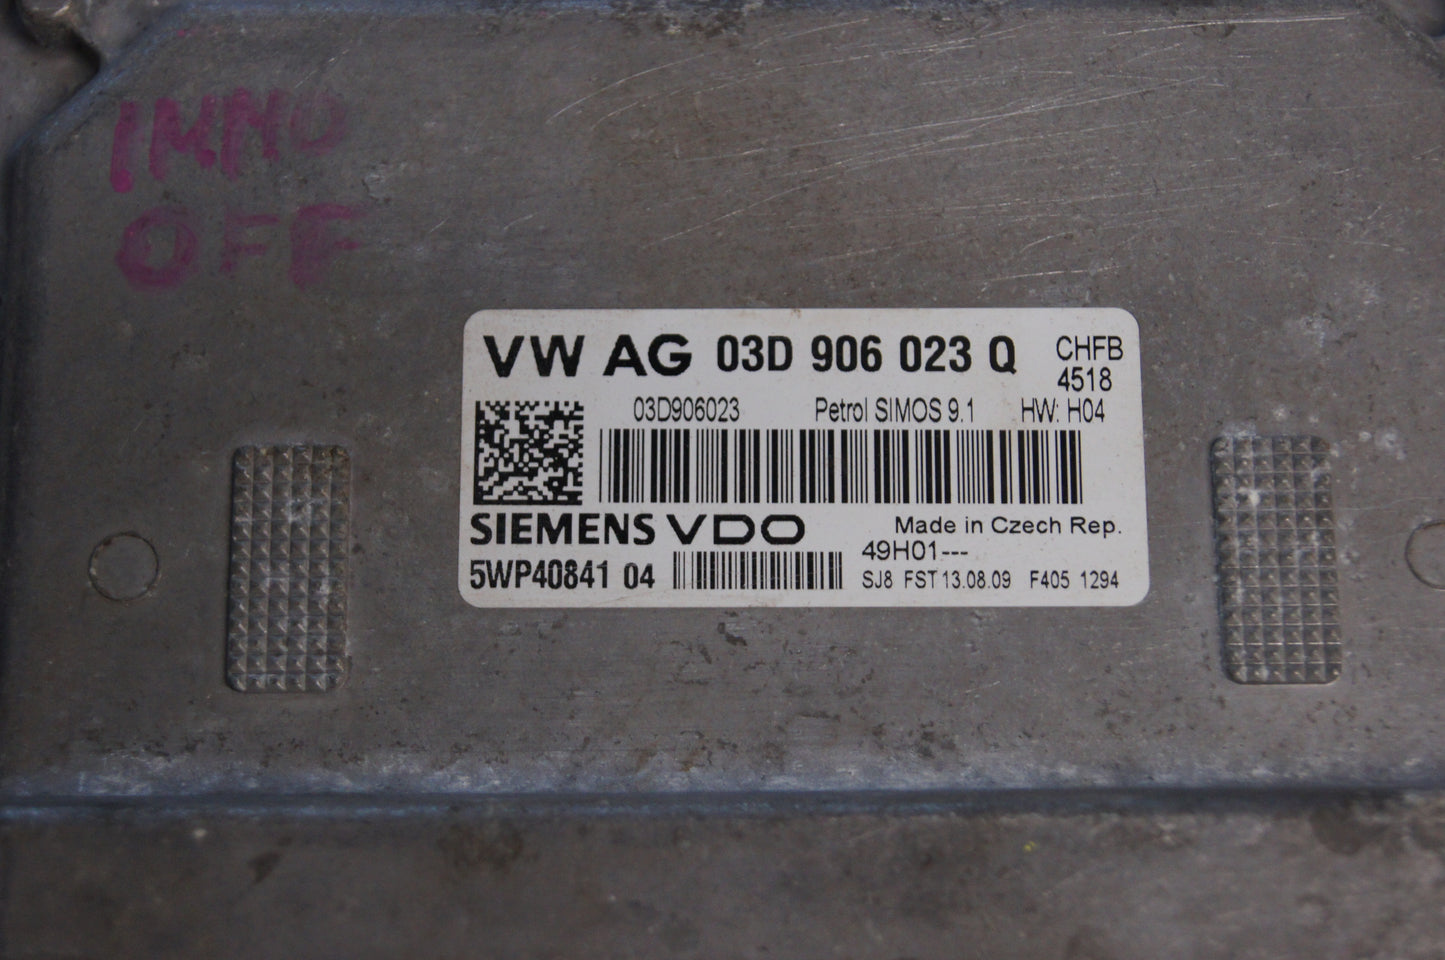 IMMO
OFF
VW AG 03D 906 023 Q CHFB
4518
03D906023 Petrol SIMOS 9.1 HW: H04
SIEMENS VDO Made in Czech Rep.
49H01---
5WP40841 04 SJ8 FST 13.08.09 F405 1294